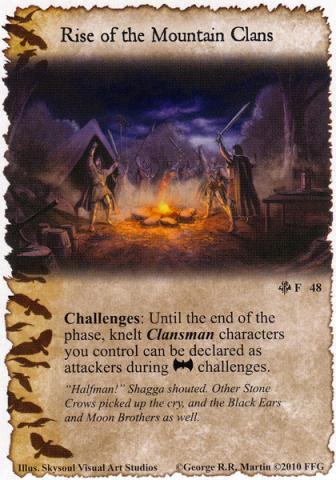 Rise of the Mountain Clans
F 48
Challenges: Until the end of the
phase, knelt Clansman characters
you control can be declared as
attackers during challenges.
"Halfman!" Shagga shouted. Other Stone
Crows picked up the cry, and the Black Ears
and Moon Brothers as well.
Illus. Skysoul Visual Art Studios ©George R.R. Martin ©2010 FFG